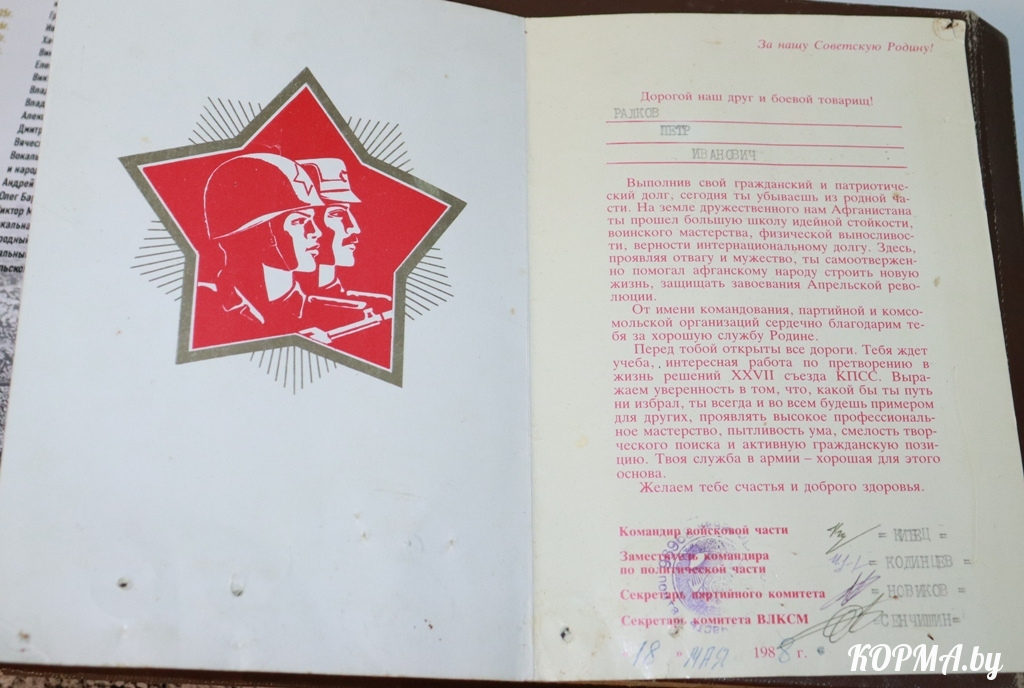 За нашу Советскую Родину!
Дорогой наш друг и боевой товарищ!
РАЛКОВ
ПЕТР
ИВАНОВИЧ
Выполнив свой гражданский и патриотиче-
ский долг, сегодня ты убываешь из родной ча-
сти. На земле дружественного нам Афганистана
ты прошел большую школу идейной стойкости,
воинского мастерства, физической выносливос-
ти, верности интернациональному долгу. Здесь,
проявляя отвагу и мужество, ты самоотвержен-
но помогал афганскому народу строить новую
жизнь, защищать завоевания Апрельской рево-
люции.
От имени командования, партийной и комсо-
мольской организаций сердечно благодарим те-
бя за хорошую службу Родине.
Перед тобой открыты все дороги. Тебя ждет
учеба, интересная работа по претворению в
жизнь решений XXVII съезда КПСС. Выра-
жаем уверенность в том, что, какой бы ты путь
ни избрал, ты всегда и во всем будешь примером
для других, проявлять высокое профессиональ-
ное мастерство, пытливость ума, смелость твор-
ческого поиска и активную гражданскую пози-
цию. Твоя служба в армии – хорошая для этого
основа.
Желаем тебе счастья и доброго здоровья.
Командир войсковой части = КИТЕЦ =
Заместитель командира
по политической части = КОДИНЦЕВ =
Секретарь партийного комитета = НОВИКОВ =
Секретарь комитета ВЛКСМ =СЕНЧИШИН=
"18" мая 1988 г.
КОРМА.by